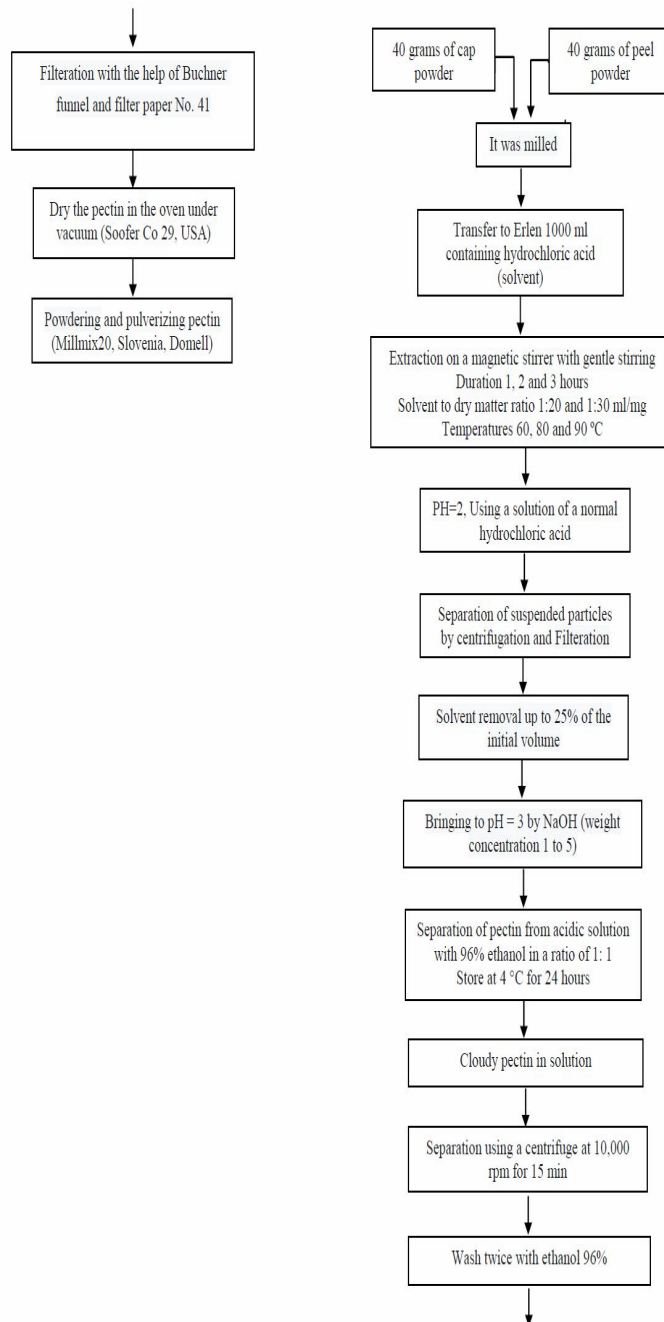 Filteration with the help of Buchner
funnel and filter paper No. 41
Dry the pectin in the oven under
vacuum (Soofer Co 29, USA)
Powdering and pulverizing pectin
(Millmix20, Slovenia, Domell)
40 grams of cap
powder
40 grams of peel
powder
It was milled
Transfer to Erlen 1000 ml
containing hydrochloric acid
(solvent)
Extraction on a magnetic stirrer with gentle stirring
Duration 1, 2 and 3 hours
Solvent to dry matter ratio 1:20 and 1:30 ml/mg
Temperatures 60, 80 and 90 ºC
PH=2, Using a solution of a normal
hydrochloric acid
Separation of suspended particles
by centrifugation and Filteration
Solvent removal up to 25% of the
initial volume
Bringing to pH = 3 by NaOH (weight
concentration 1 to 5)
Separation of pectin from acidic solution
with 96% ethanol in a ratio of 1: 1
Store at 4 °C for 24 hours
Cloudy pectin in solution
Separation using a centrifuge at 10,000
rpm for 15 min
Wash twice with ethanol 96%